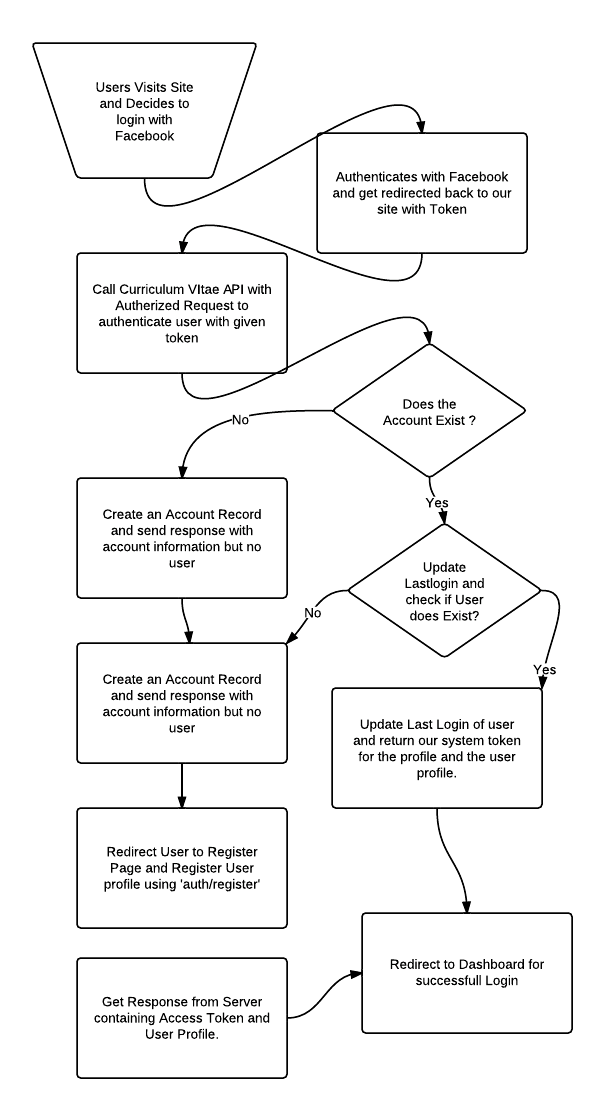 Users Visits Site
and Decides to
login with
Facebook
Authenticates with Facebook
and get redirected back to our
site with Token
Call Curriculum VItae API with
Autherized Request to
authenticate user with given
token
Does the
Account Exist ?
No
Yes
Create an Account Record
and send response with
account information but no
user
Update
Lastlogin and
check if User
does Exist?
No
Yes
Create an Account Record
and send response with
account information but no
user
Update Last Login of user
and return our system token
for the profile and the user
profile.
Redirect User to Register
Page and Register User
profile using 'auth/register'
Redirect to Dashboard for
successfull Login
Get Response from Server
containing Access Token and
User Profile.